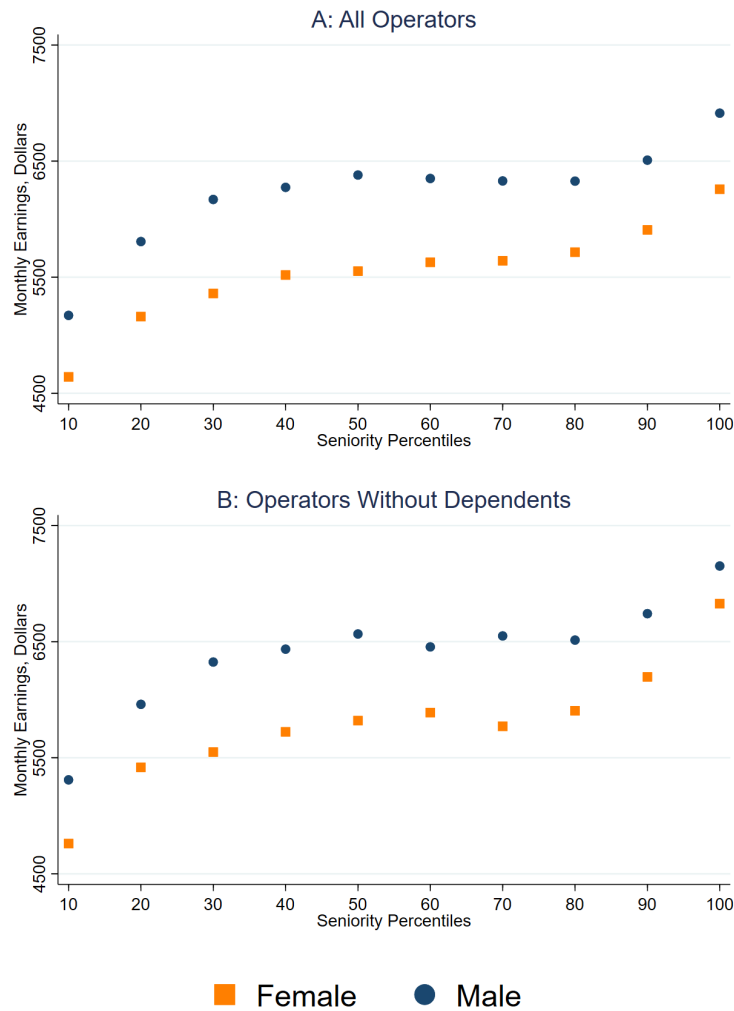 A: All Operators
7500
6500
5500
4500
Monthly Earnings, Dollars
10 20 30 40 50 60 70 80 90 100
Seniority Percentiles
B: Operators Without Dependents
7500
6500
5500
4500
Monthly Earnings, Dollars
10 20 30 40 50 60 70 80 90 100
Seniority Percentiles
Female Male